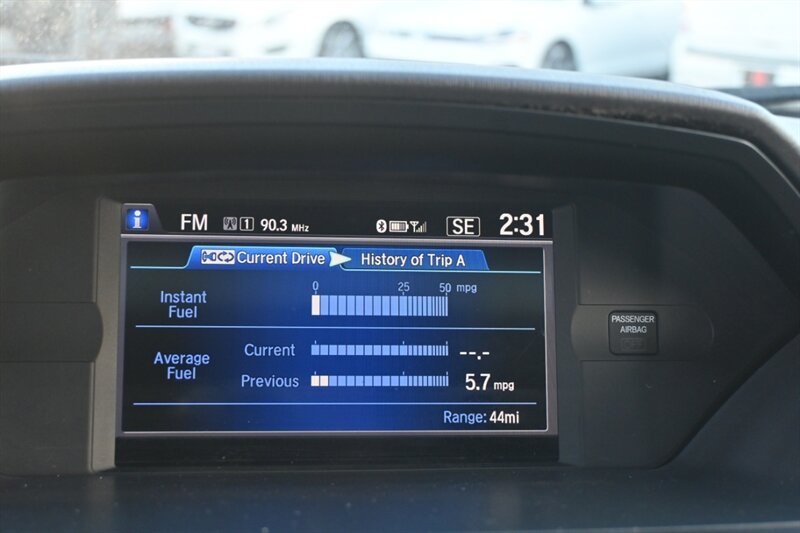 i FM 1 90.3 MHz SE 2:31
Current Drive History of Trip A
0 25 50 mpg
Instant
Fuel
Average
Fuel
Current --.-
Previous 5.7 mpg
Range: 44mi
PASSENGER
AIRBAG